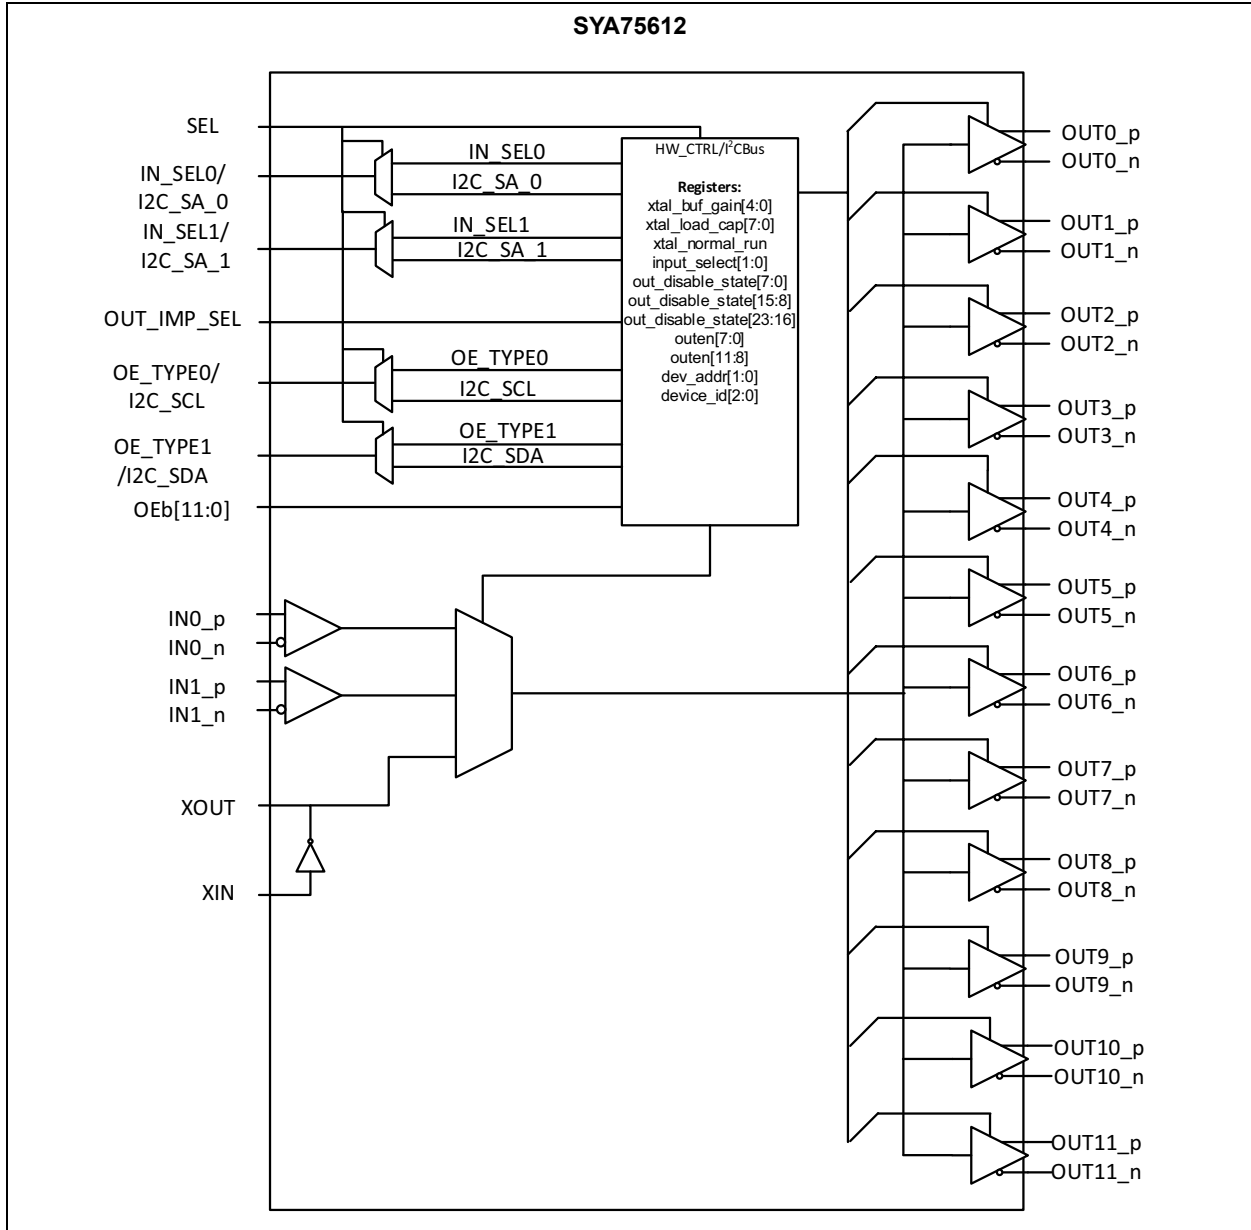 SYA75612
SEL
IN_SEL0/
I2C_SA_0
IN_SEL1/
I2C_SA_1
OUT_IMP_SEL
OE_TYPE0/
I2C_SCL
OE_TYPE1
/I2C_SDA
OEb[11:0]
IN0_p
IN0_n
IN1_p
IN1_n
XOUT
XIN
IN_SEL0
I2C_SA_0
IN_SEL1
I2C_SA_1
OE_TYPE0
I2C_SCL
OE_TYPE1
I2C_SDA
HW_CTRL/I²CBus
Registers:
xtal_buf_gain[4:0]
xtal_load_cap[7:0]
xtal_normal_run
input_select[1:0]
out_disable_state[7:0]
out_disable_state[15:8]
out_disable_state[23:16]
outen[7:0]
outen[11:8]
dev_addr[1:0]
device_id[2:0]
OUT0_p
OUT0_n
OUT1_p
OUT1_n
OUT2_p
OUT2_n
OUT3_p
OUT3_n
OUT4_p
OUT4_n
OUT5_p
OUT5_n
OUT6_p
OUT6_n
OUT7_p
OUT7_n
OUT8_p
OUT8_n
OUT9_p
OUT9_n
OUT10_p
OUT10_n
OUT11_p
OUT11_n